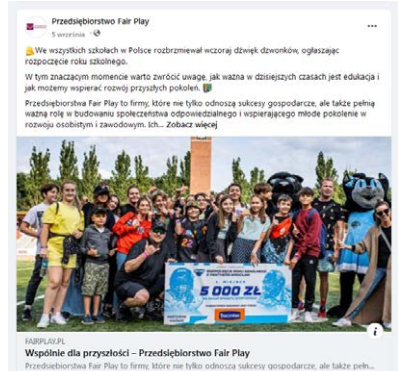 Przedsiębiorstwo Fair Play
5 września
We wszystkich szkołach w Polsce rozbrzmiewał wczoraj dźwięk dzwonków, ogłaszając
rozpoczęcie roku szkolnego.
W tym znaczącym momencie warto zwrócić uwagę, jak ważna w dzisiejszych czasach jest edukacja i
jak możemy wspierać rozwój przyszłych pokoleń.
Przedsiębiorstwa Fair Play to firmy, które nie tylko odnoszą sukcesy gospodarcze, ale także pełnią
ważną rolę w budowaniu społeczeństwa odpowiedzialnego i wspierającego młode pokolenie w
rozwoju osobistym i zawodowym. Ich... Zobacz więcej
5 000 ZŁ
FAIRPLAY.PL
Wspólnie dla przyszłości – Przedsiębiorstwo Fair Play
Przedsiębiorstwa Fair Play to firmy, które nie tylko odnoszą sukcesy gospodarcze, ale także pełn...